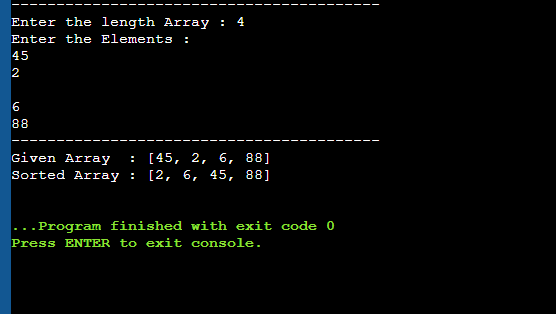 -----------------------------------------
Enter the length Array : 4
Enter the Elements :
45
2
6
88
-----------------------------------------
Given Array  : [45, 2, 6, 88]
Sorted Array : [2, 6, 45, 88]
...Program finished with exit code 0
Press ENTER to exit console.